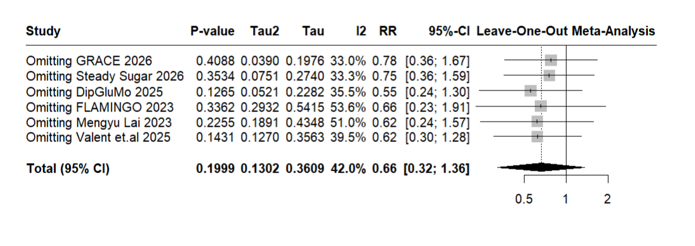 Study P-value Tau2 Tau I2 RR 95%-CI Leave-One-Out Meta-Analysis
Omitting GRACE 2026 0.4088 0.0390 0.1976 33.0% 0.78 [0.36; 1.67]
Omitting Steady Sugar 2026 0.3534 0.0751 0.2740 33.3% 0.75 [0.36; 1.59]
Omitting DipGluMo 2025 0.1265 0.0521 0.2282 35.5% 0.55 [0.24; 1.30]
Omitting FLAMINGO 2023 0.3362 0.2932 0.5415 53.6% 0.66 [0.23; 1.91]
Omitting Mengyu Lai 2023 0.2255 0.1891 0.4348 51.0% 0.62 [0.24; 1.57]
Omitting Valent et.al 2025 0.1431 0.1270 0.3563 39.5% 0.62 [0.30; 1.28]
Total (95% CI) 0.1999 0.1302 0.3609 42.0% 0.66 [0.32; 1.36]
0.5 1 2